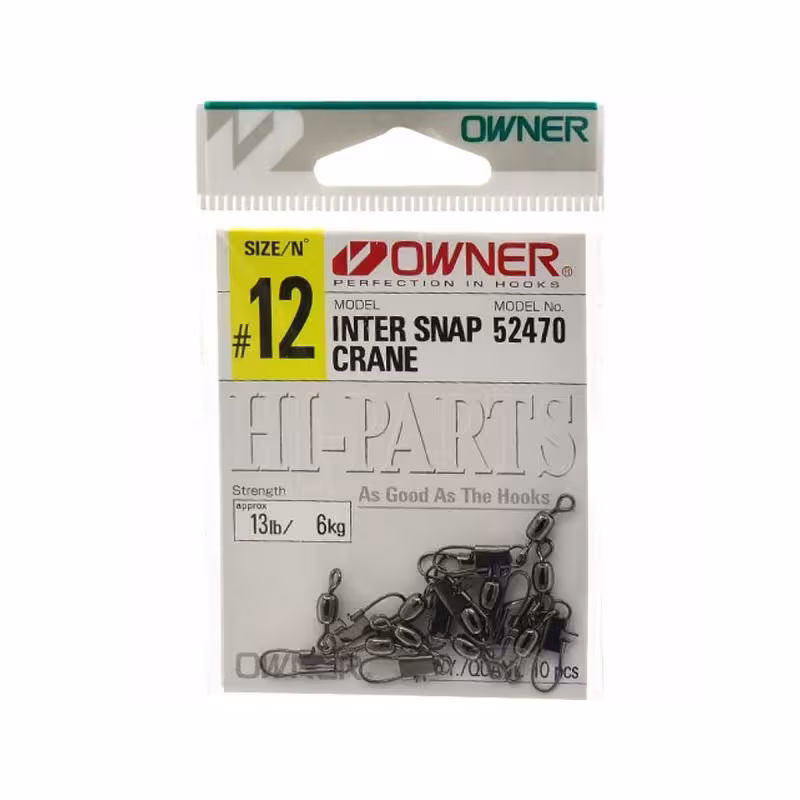 OWNER
SIZE/N°
#12
OWNER®
PERFECTION IN HOOKS
MODEL MODEL No.
INTER SNAP 52470
CRANE
HI-PARTS
As Good As The Hooks
Strength
approx
13lb/ 6kg
OWNER
10 pcs